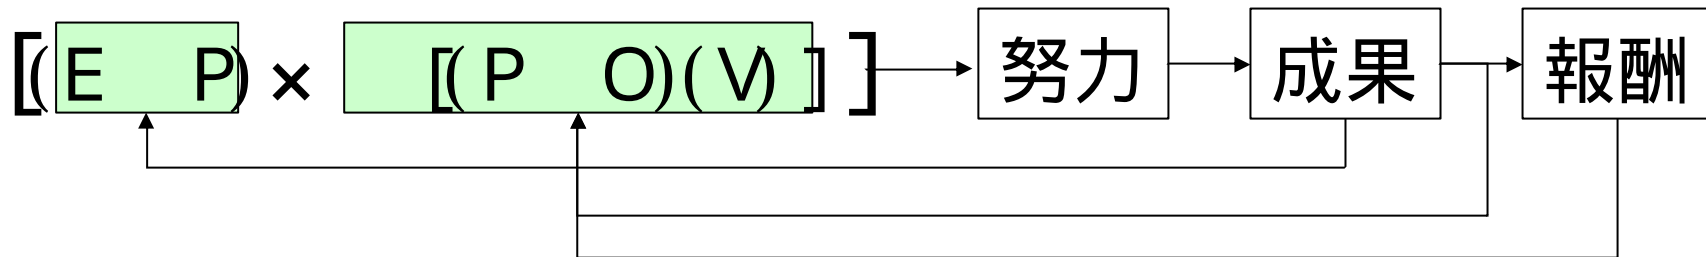 [(E P)×[(P O)(V)]] 努力 成果 報酬